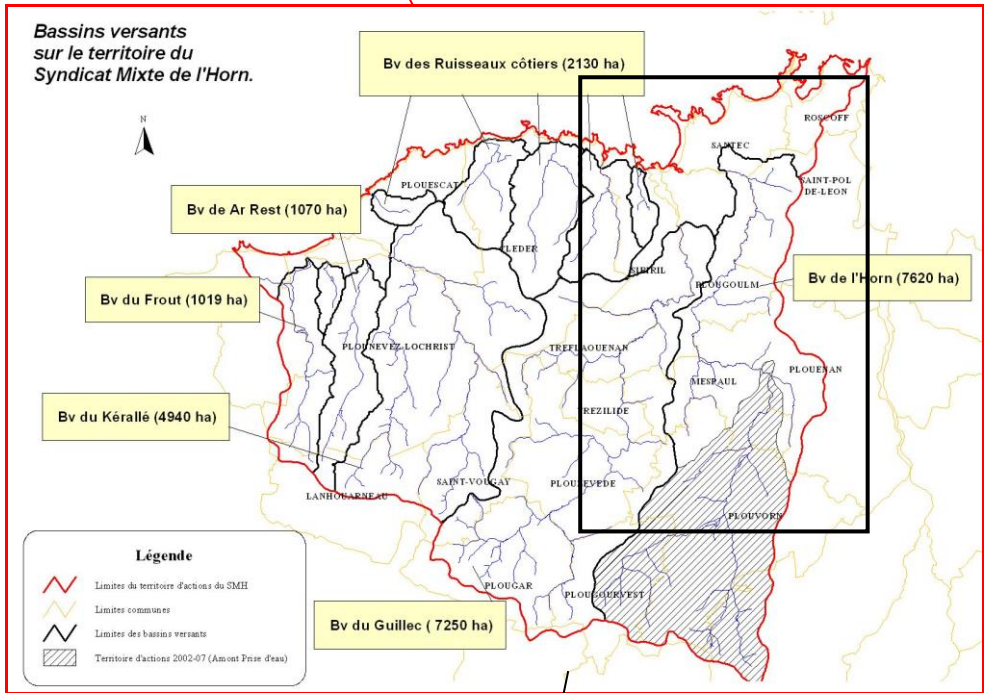 Bassins versants
sur le territoire du
Syndicat Mixte de l'Horn.
N
Bv des Ruisseaux côtiers (2130 ha)
ROSCOFF
SANTEC
SAINT-POL
DE-LEON
PLOUESCAT
Bv de Ar Rest (1070 ha)
CLEDER
SIBIRIL
PLOUGOULM
Bv de l'Horn (7620 ha)
Bv du Frout (1019 ha)
PLOUNEVEZ-LOCHRIST
TREFLAOUENAN
PLOUENAN
MESPAUL
TREZILIDE
Bv du Kérallé (4940 ha)
SAINT-VOUGAY
PLOUZEVEDE
LANHOUARNEAU
PLOUVORN
PLOUGAR
PLOUGOURVEST
Bv du Guillec ( 7250 ha)
Légende
Limites du territoire d'actions du SMH
Limites communes
Limites des bassins versants
Territoire d'actions 2002-07 (Amont Prise d'eau)